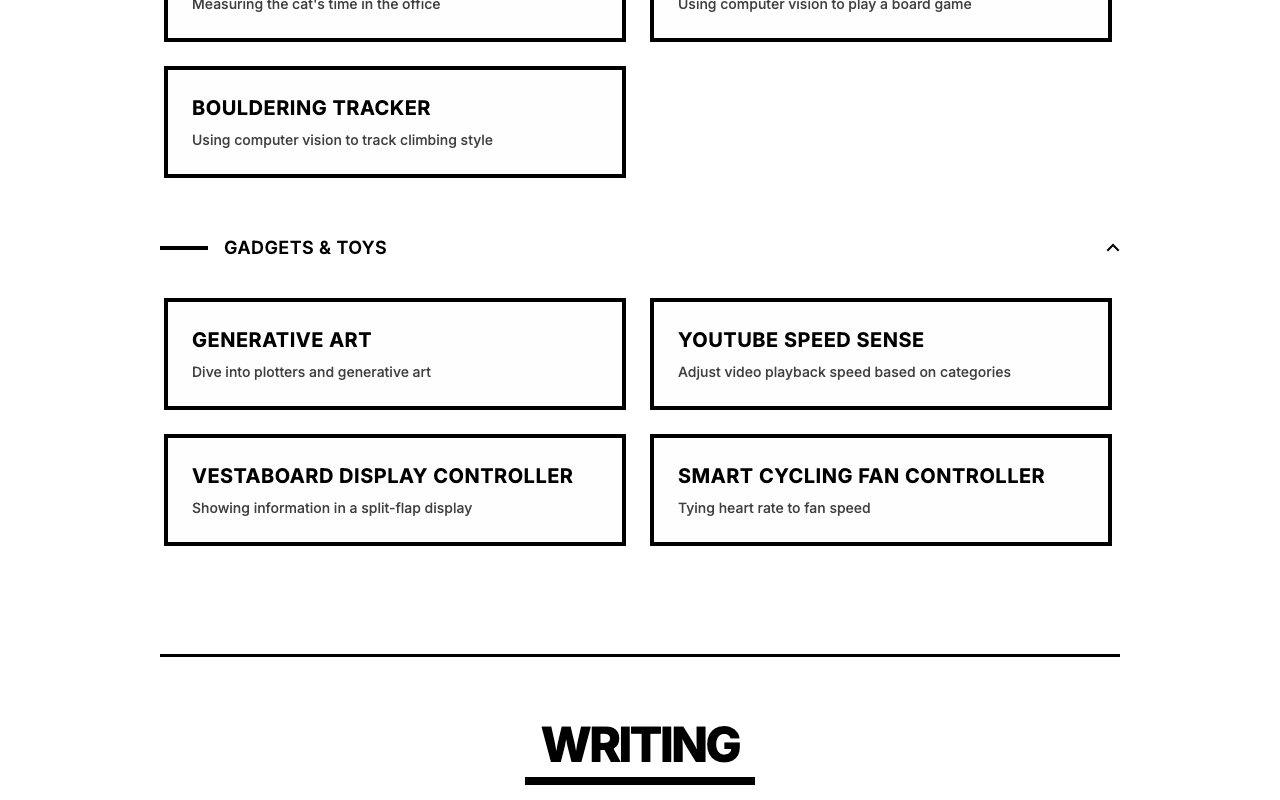 Measuring the cat's time in the office
Using computer vision to play a board game
BOULDERING TRACKER
Using computer vision to track climbing style
GADGETS & TOYS
GENERATIVE ART
Dive into plotters and generative art
YOUTUBE SPEED SENSE
Adjust video playback speed based on categories
VESTABOARD DISPLAY CONTROLLER
Showing information in a split-flap display
SMART CYCLING FAN CONTROLLER
Tying heart rate to fan speed
WRITING